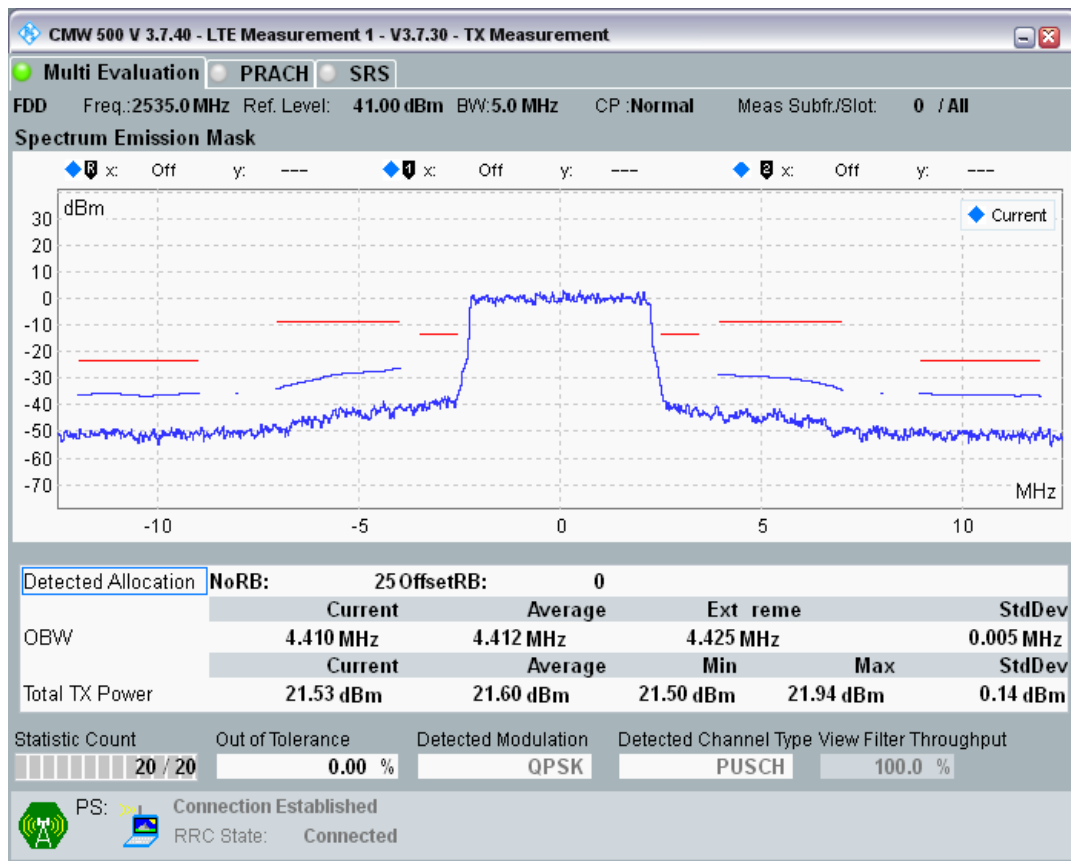 CMW 500 V 3.7.40 - LTE Measurement 1 - V3.7.30 - TX Measurement
Multi Evaluation PRACH SRS
FDD Freq.:2535.0 MHz Ref. Level: 41.00 dBm BW:5.0 MHz CP :Normal Meas Subfr./Slot: 0 / All
Spectrum Emission Mask
R x: Off y: --- 1 x: Off y: --- 2 x: Off y: ---
dBm
Current
30
20
10
0
-10
-20
-30
-40
-50
-60
-70
MHz
-10 -5 0 5 10
Detected Allocation NoRB: 25 OffsetRB: 0
Current Average Ext reme StdDev
OBW 4.410 MHz 4.412 MHz 4.425 MHz 0.005 MHz
Current Average Min Max StdDev
Total TX Power 21.53 dBm 21.60 dBm 21.50 dBm 21.94 dBm 0.14 dBm
Statistic Count Out of Tolerance Detected Modulation Detected Channel Type View Filter Throughput
20 / 20 0.00 % QPSK PUSCH 100.0 %
PS: Connection Established
RRC State: Connected